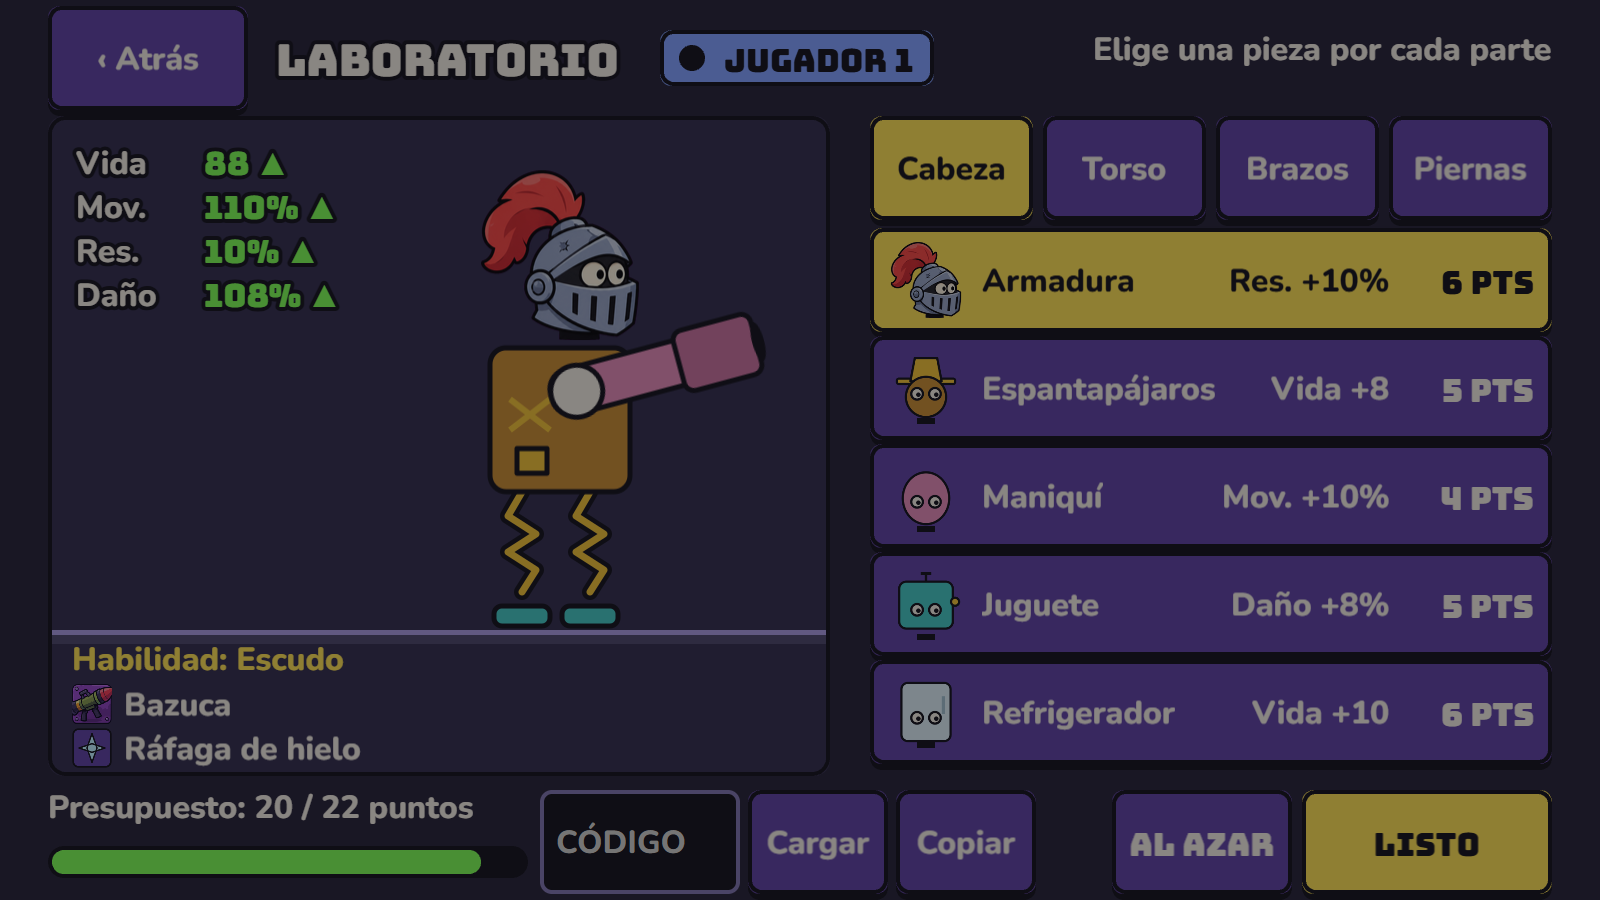 ‹ Atrás
LABORATORIO
JUGADOR 1
Elige una pieza por cada parte
Vida 88 ▲
Mov. 110% ▲
Res. 10% ▲
Daño 108% ▲
Cabeza
Torso
Brazos
Piernas
Armadura Res. +10% 6 PTS
Espantapájaros Vida +8 5 PTS
Maniquí Mov. +10% 4 PTS
Juguete Daño +8% 5 PTS
Refrigerador Vida +10 6 PTS
Habilidad: Escudo
Bazuca
Ráfaga de hielo
Presupuesto: 20 / 22 puntos
CÓDIGO
Cargar
Copiar
AL AZAR
LISTO